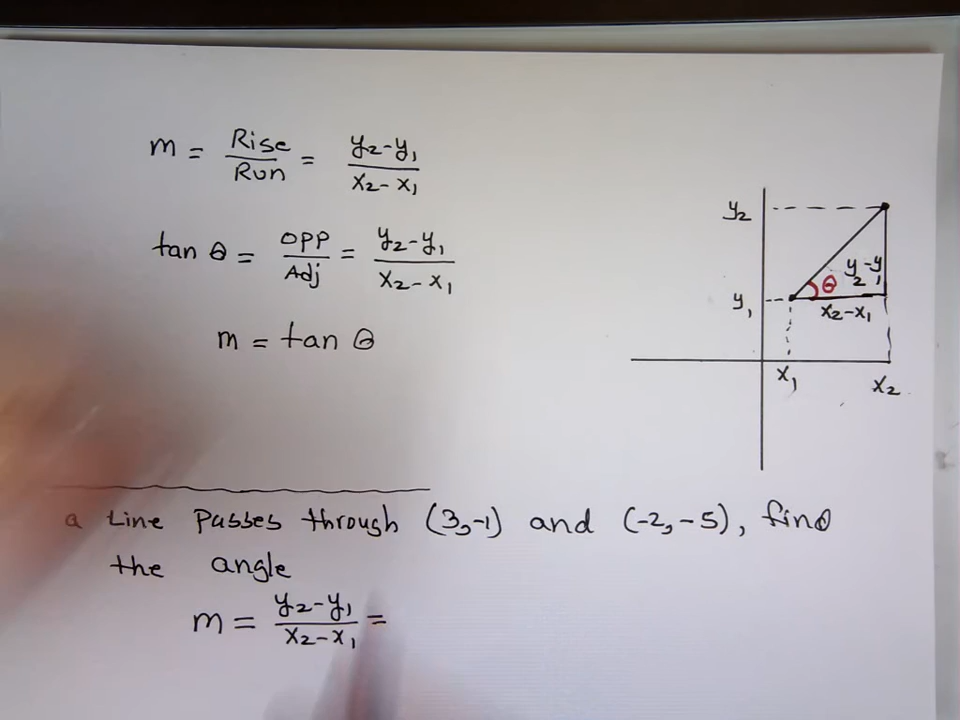 m = Rise/Run = y₂-y₁/x₂-x₁
tan θ = OPP/Adj = y₂-y₁/x₂-x₁
m = tan θ
y₂
y₂-y₁
θ
y₁
x₂-x₁
x₁
x₂
a Line Passes through (3,-1) and (-2,-5), find
the angle
m = y₂-y₁/x₂-x₁ =